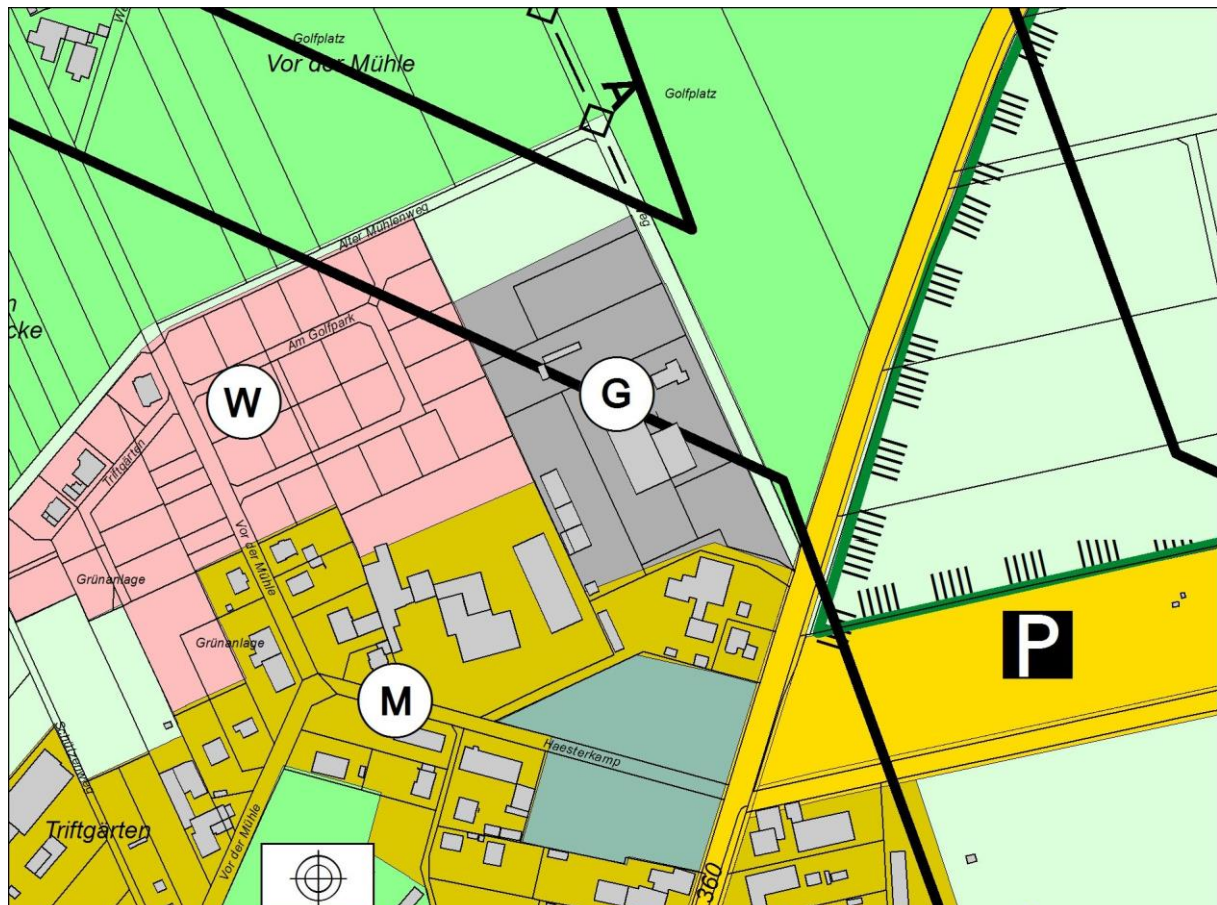 Golfplatz
Vor der Mühle
A
Golfplatz
Alter Mühlenweg
Am Golfpark
W
G
Triftgärten
Vor der Mühle
Grünanlage
Grünanlage
P
M
Haesterkamp
Schützenweg
Triftgärten
Vor der Mühle
360